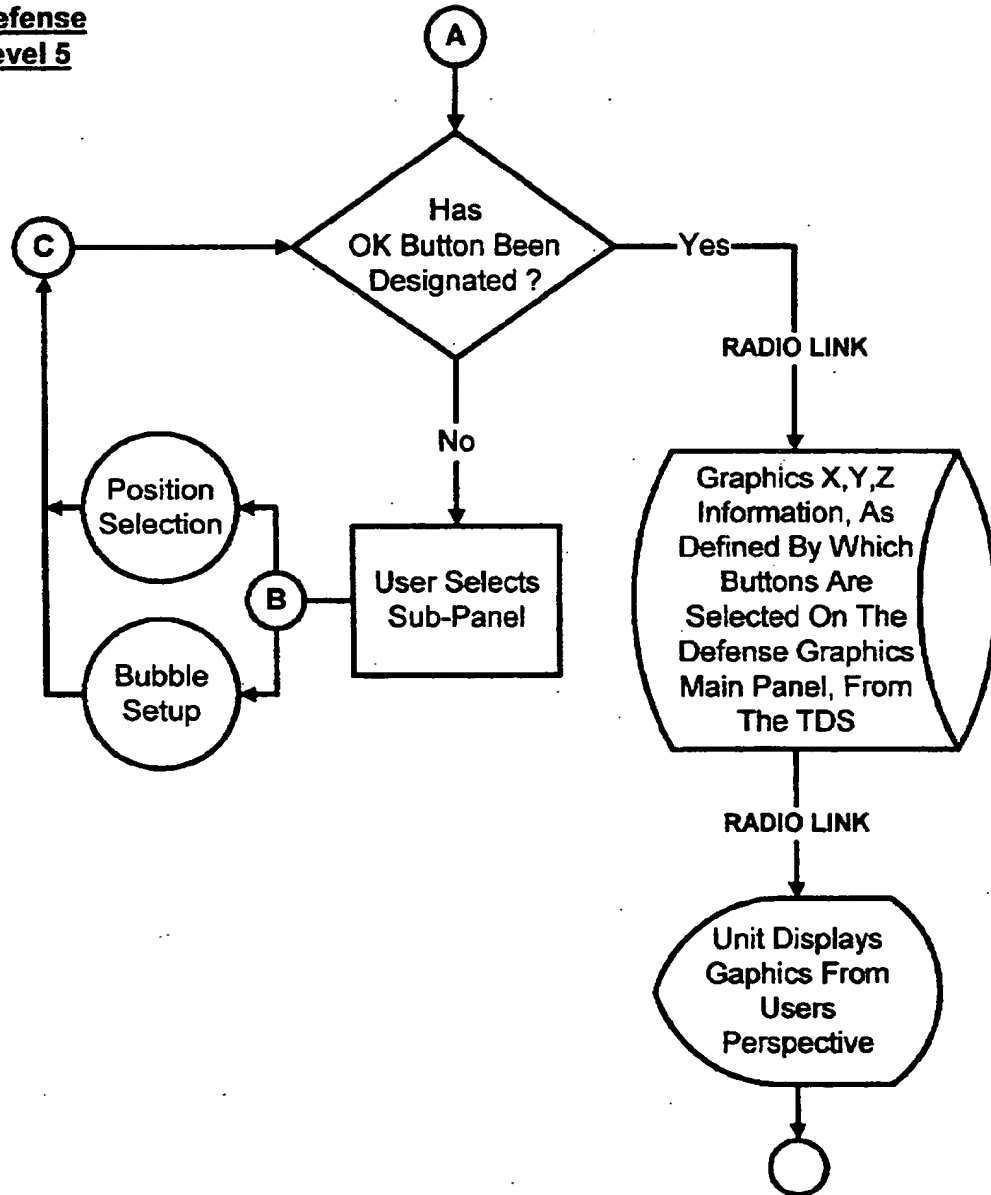 efense
evel 5
A
Has
OK Button Been
Designated ?
C
Yes
RADIO LINK
No
Position
Selection
B
User Selects
Sub-Panel
Bubble
Setup
Graphics X,Y,Z
Information, As
Defined By Which
Buttons Are
Selected On The
Defense Graphics
Main Panel, From
The TDS
RADIO LINK
Unit Displays
Gaphics From
Users
Perspective